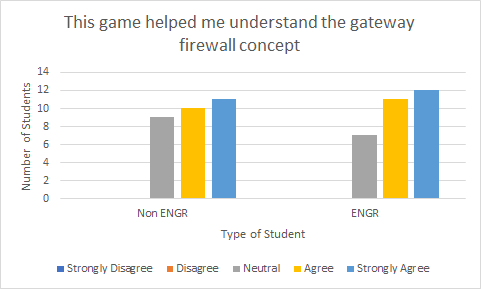 This game helped me understand the gateway
firewall concept
Number of Students
14
12
10
8
6
4
2
0
Non ENGR
ENGR
Type of Student
Strongly Disagree
Disagree
Neutral
Agree
Strongly Agree